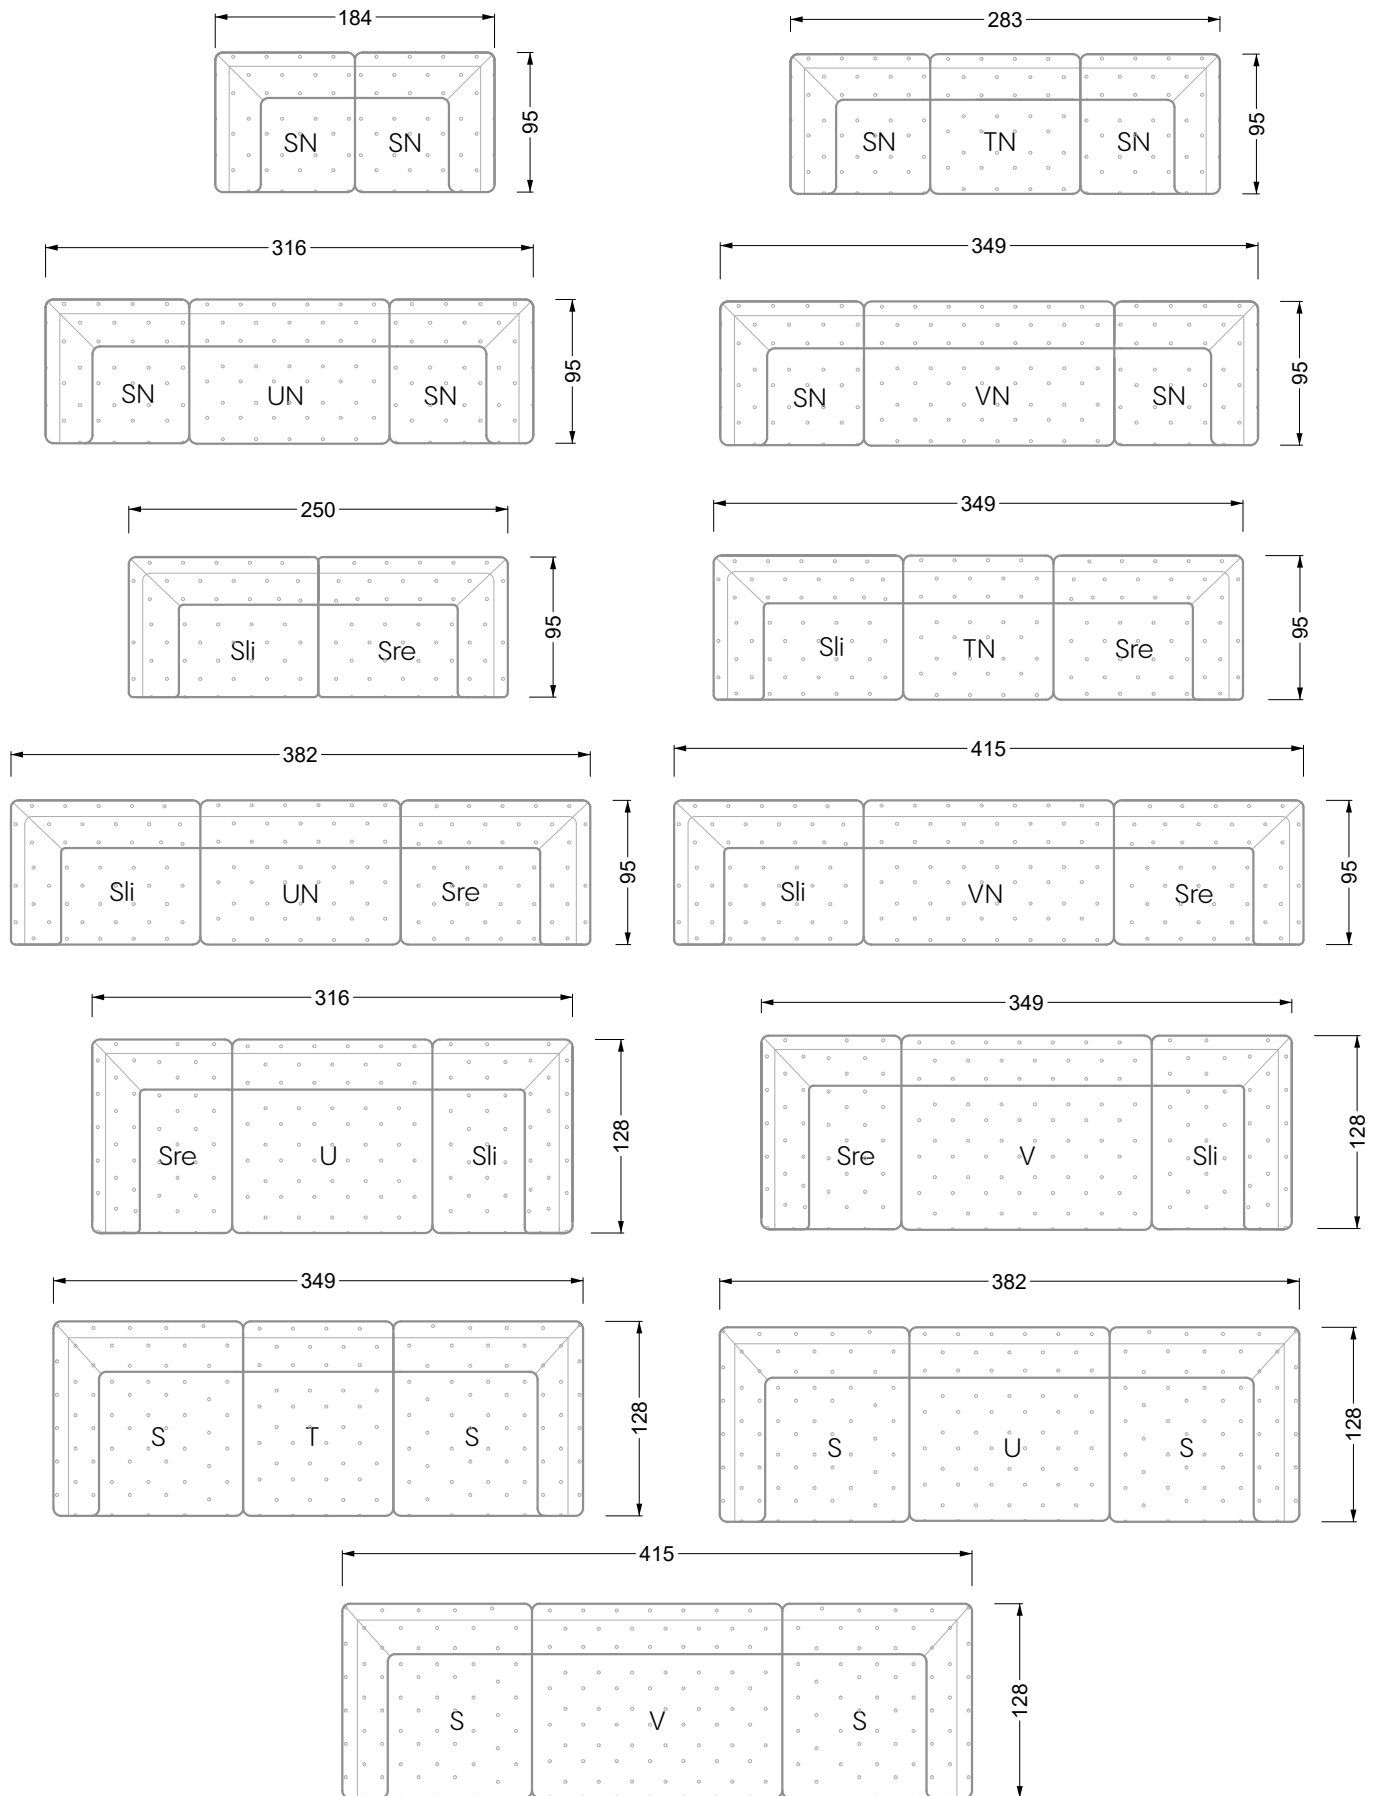 184
95
SN SN
283
95
SN TN SN
316
95
SN UN SN
349
95
SN VN SN
250
95
Sli Sre
349
95
Sli TN Sre
382
95
Sli UN Sre
415
95
Sli VN Sre
316
128
Sre U Sli
349
128
Sre V Sli
349
128
S T S
382
128
S U S
415
128
S V S